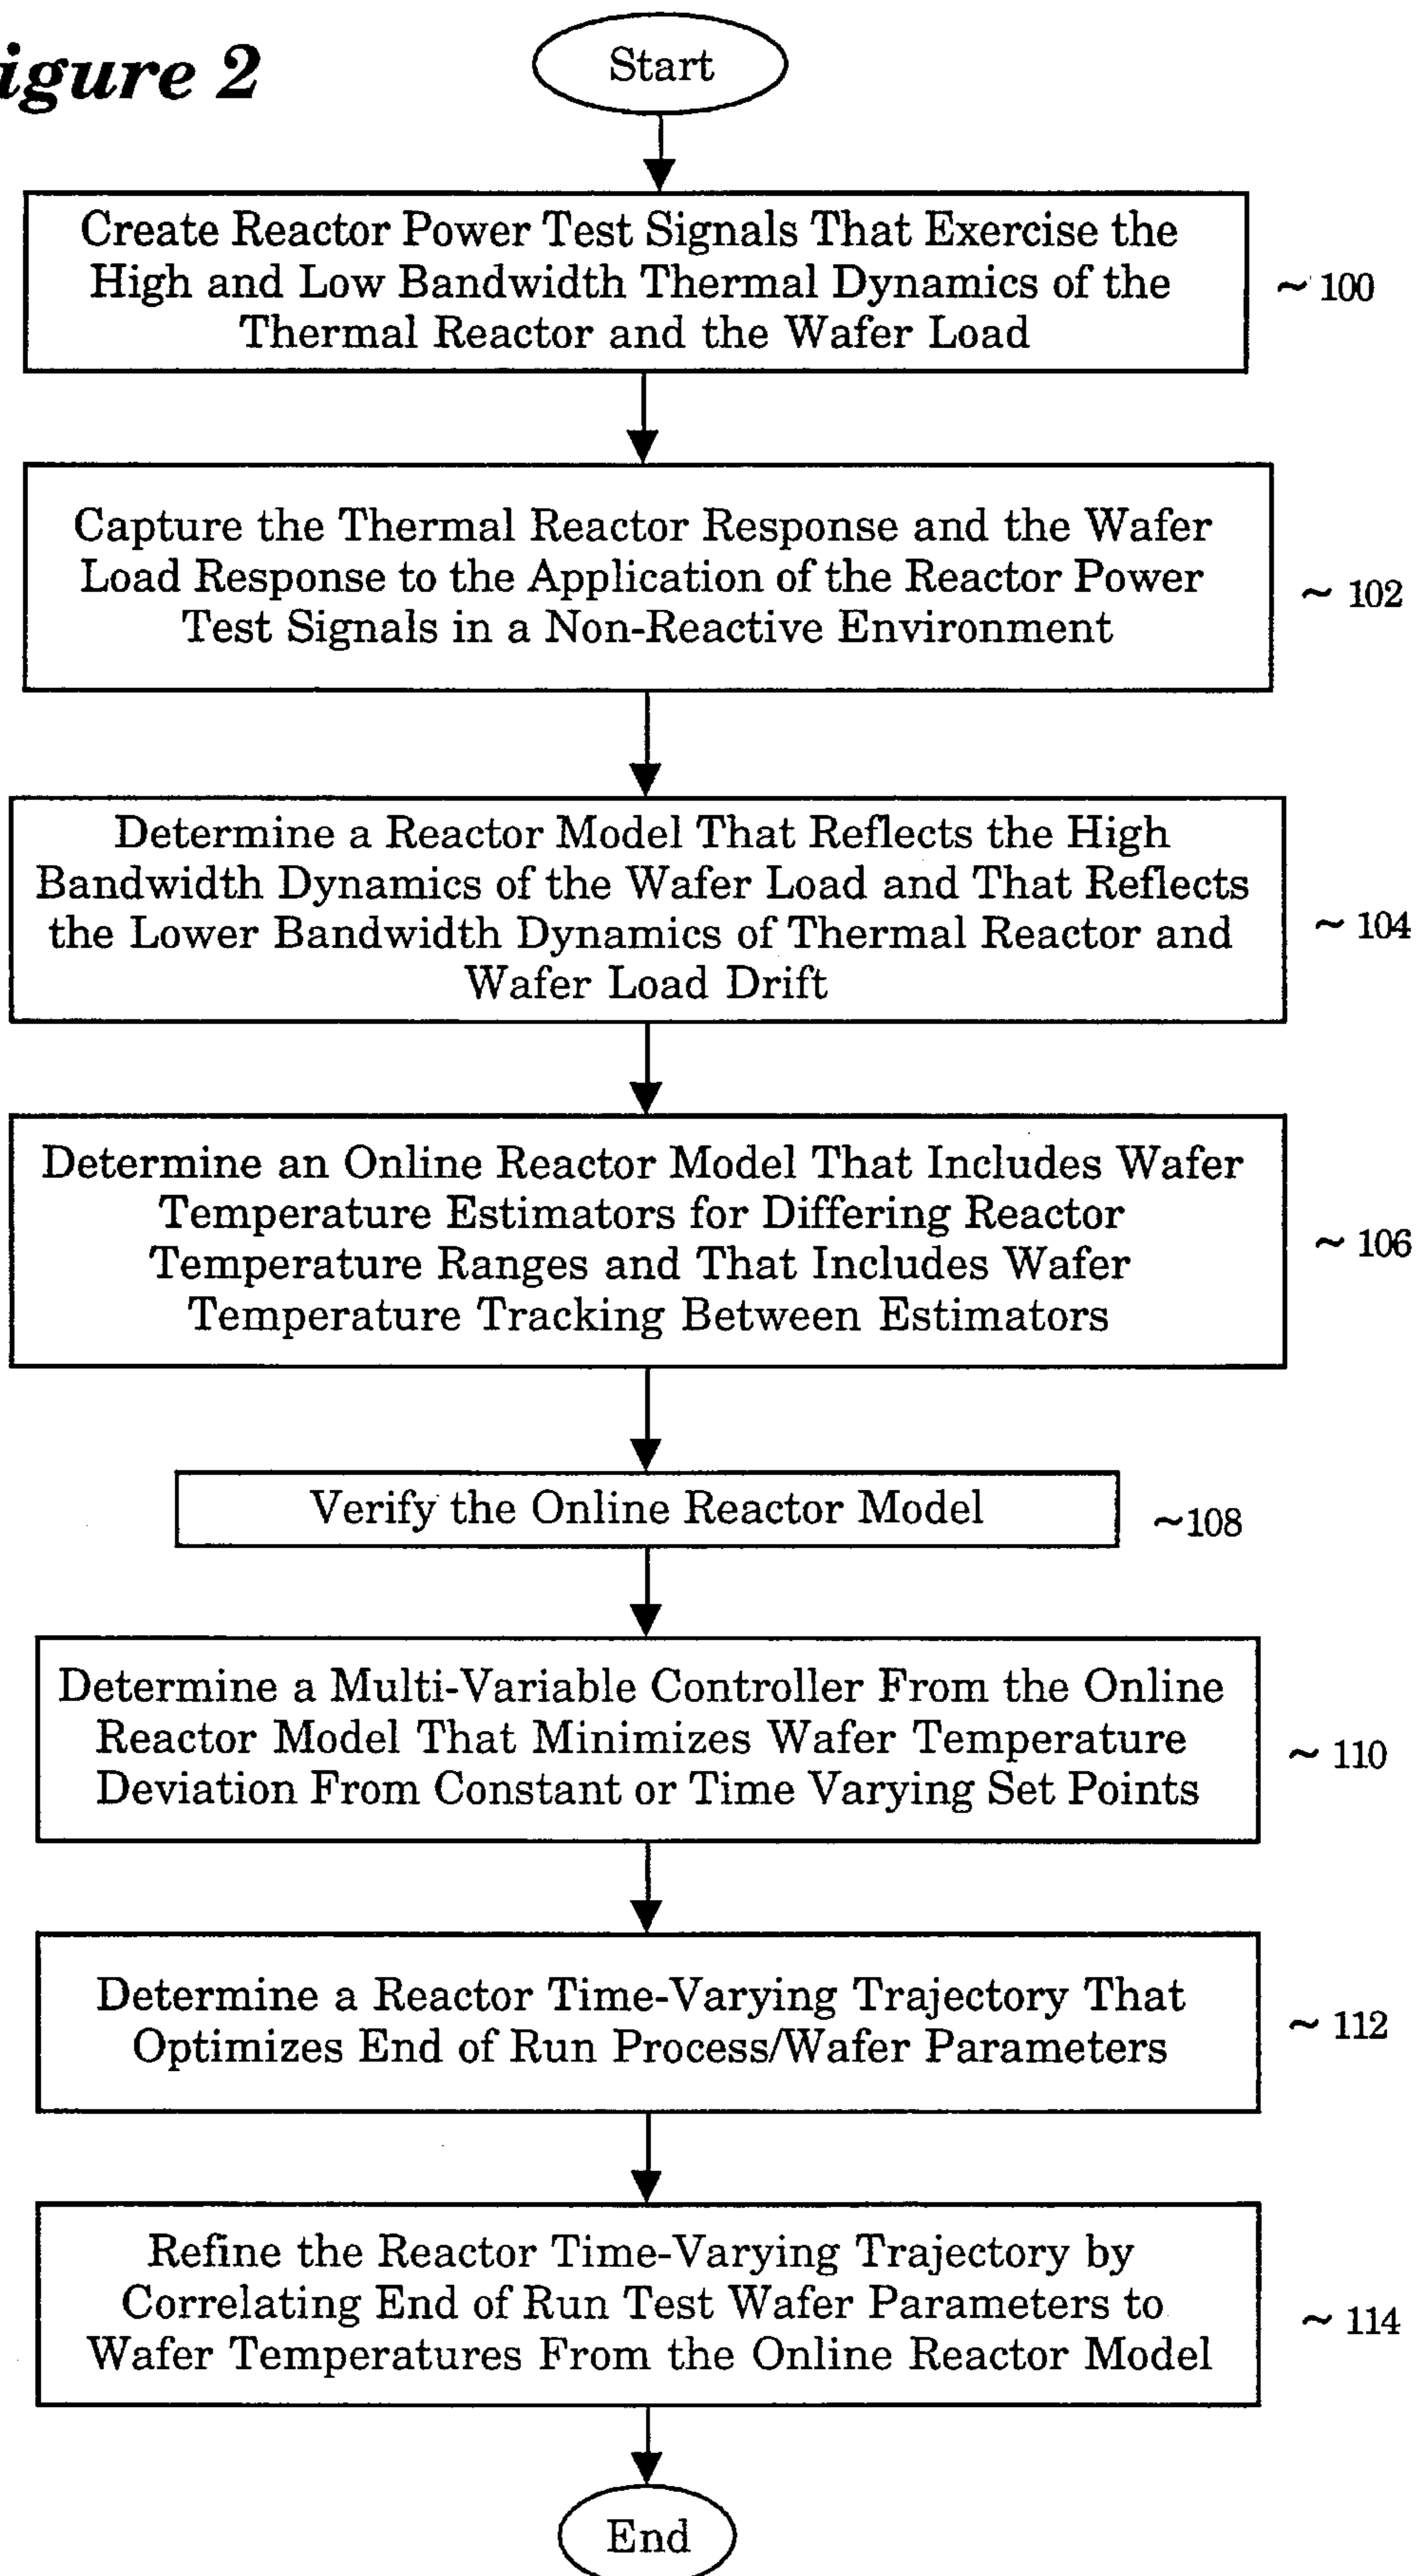 igure 2
Start
Create Reactor Power Test Signals That Exercise the
High and Low Bandwidth Thermal Dynamics of the
Thermal Reactor and the Wafer Load
~ 100
Capture the Thermal Reactor Response and the Wafer
Load Response to the Application of the Reactor Power
Test Signals in a Non-Reactive Environment
~ 102
Determine a Reactor Model That Reflects the High
Bandwidth Dynamics of the Wafer Load and That Reflects
the Lower Bandwidth Dynamics of Thermal Reactor and
Wafer Load Drift
~ 104
Determine an Online Reactor Model That Includes Wafer
Temperature Estimators for Differing Reactor
Temperature Ranges and That Includes Wafer
Temperature Tracking Between Estimators
~ 106
Verify the Online Reactor Model
~108
Determine a Multi-Variable Controller From the Online
Reactor Model That Minimizes Wafer Temperature
Deviation From Constant or Time Varying Set Points
~ 110
Determine a Reactor Time-Varying Trajectory That
Optimizes End of Run Process/Wafer Parameters
~ 112
Refine the Reactor Time-Varying Trajectory by
Correlating End of Run Test Wafer Parameters to
Wafer Temperatures From the Online Reactor Model
~ 114
End